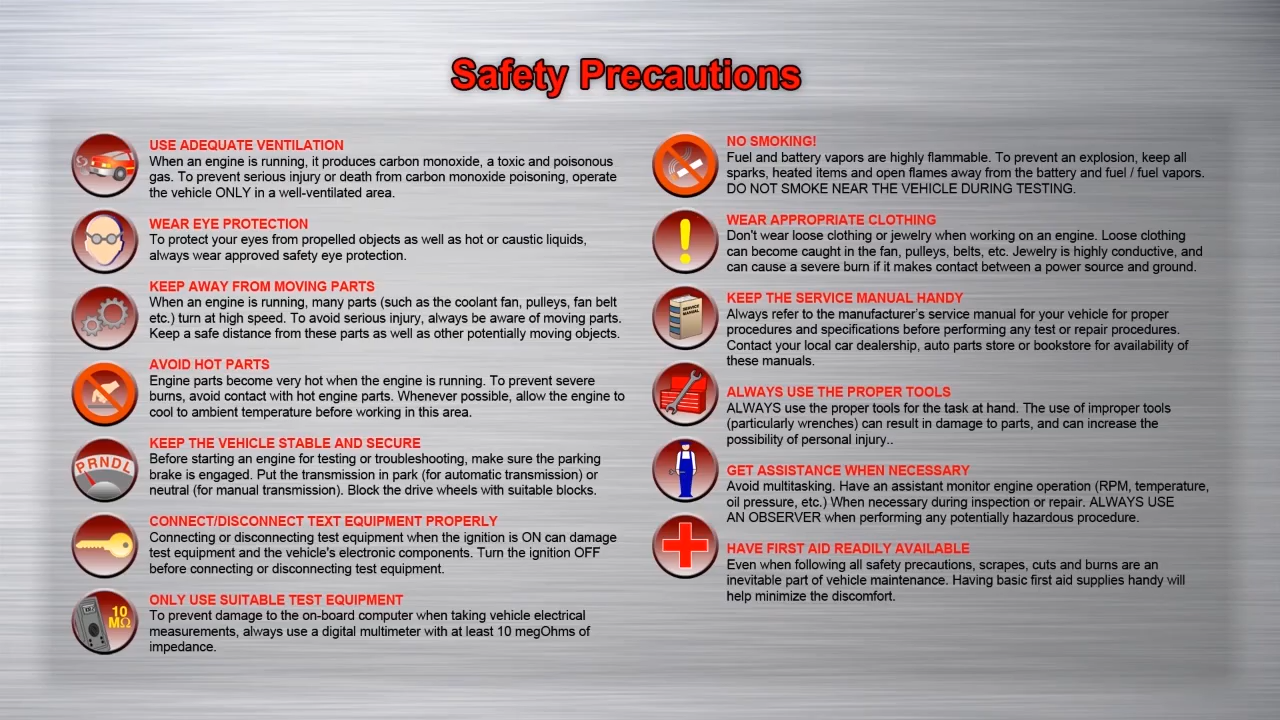 Safety Precautions
USE ADEQUATE VENTILATION
When an engine is running, it produces carbon monoxide, a toxic and poisonous
gas. To prevent serious injury or death from carbon monoxide poisoning, operate
the vehicle ONLY in a well-ventilated area.
WEAR EYE PROTECTION
To protect your eyes from propelled objects as well as hot or caustic liquids,
always wear approved safety eye protection.
KEEP AWAY FROM MOVING PARTS
When an engine is running, many parts (such as the coolant fan, pulleys, fan belt
etc.) turn at high speed. To avoid serious injury, always be aware of moving parts.
Keep a safe distance from these parts as well as other potentially moving objects.
AVOID HOT PARTS
Engine parts become very hot when the engine is running. To prevent severe
burns, avoid contact with hot engine parts. Whenever possible, allow the engine to
cool to ambient temperature before working in this area.
PRNDL
KEEP THE VEHICLE STABLE AND SECURE
Before starting an engine for testing or troubleshooting, make sure the parking
brake is engaged. Put the transmission in park (for automatic transmission) or
neutral (for manual transmission). Block the drive wheels with suitable blocks.
CONNECT/DISCONNECT TEXT EQUIPMENT PROPERLY
Connecting or disconnecting test equipment when the ignition is ON can damage
test equipment and the vehicle's electronic components. Turn the ignition OFF
before connecting or disconnecting test equipment.
10
MΩ
ONLY USE SUITABLE TEST EQUIPMENT
To prevent damage to the on-board computer when taking vehicle electrical
measurements, always use a digital multimeter with at least 10 megOhms of
impedance.
NO SMOKING!
Fuel and battery vapors are highly flammable. To prevent an explosion, keep all
sparks, heated items and open flames away from the battery and fuel / fuel vapors.
DO NOT SMOKE NEAR THE VEHICLE DURING TESTING.
WEAR APPROPRIATE CLOTHING
Don't wear loose clothing or jewelry when working on an engine. Loose clothing
can become caught in the fan, pulleys, belts, etc. Jewelry is highly conductive, and
can cause a severe burn if it makes contact between a power source and ground.
SERVICE
MANUAL
KEEP THE SERVICE MANUAL HANDY
Always refer to the manufacturer's service manual for your vehicle for proper
procedures and specifications before performing any test or repair procedures.
Contact your local car dealership, auto parts store or bookstore for availability of
these manuals.
ALWAYS USE THE PROPER TOOLS
ALWAYS use the proper tools for the task at hand. The use of improper tools
(particularly wrenches) can result in damage to parts, and can increase the
possibility of personal injury..
GET ASSISTANCE WHEN NECESSARY
Avoid multitasking. Have an assistant monitor engine operation (RPM, temperature,
oil pressure, etc.) When necessary during inspection or repair. ALWAYS USE
AN OBSERVER when performing any potentially hazardous procedure.
HAVE FIRST AID READILY AVAILABLE
Even when following all safety precautions, scrapes, cuts and burns are an
inevitable part of vehicle maintenance. Having basic first aid supplies handy will
help minimize the discomfort.